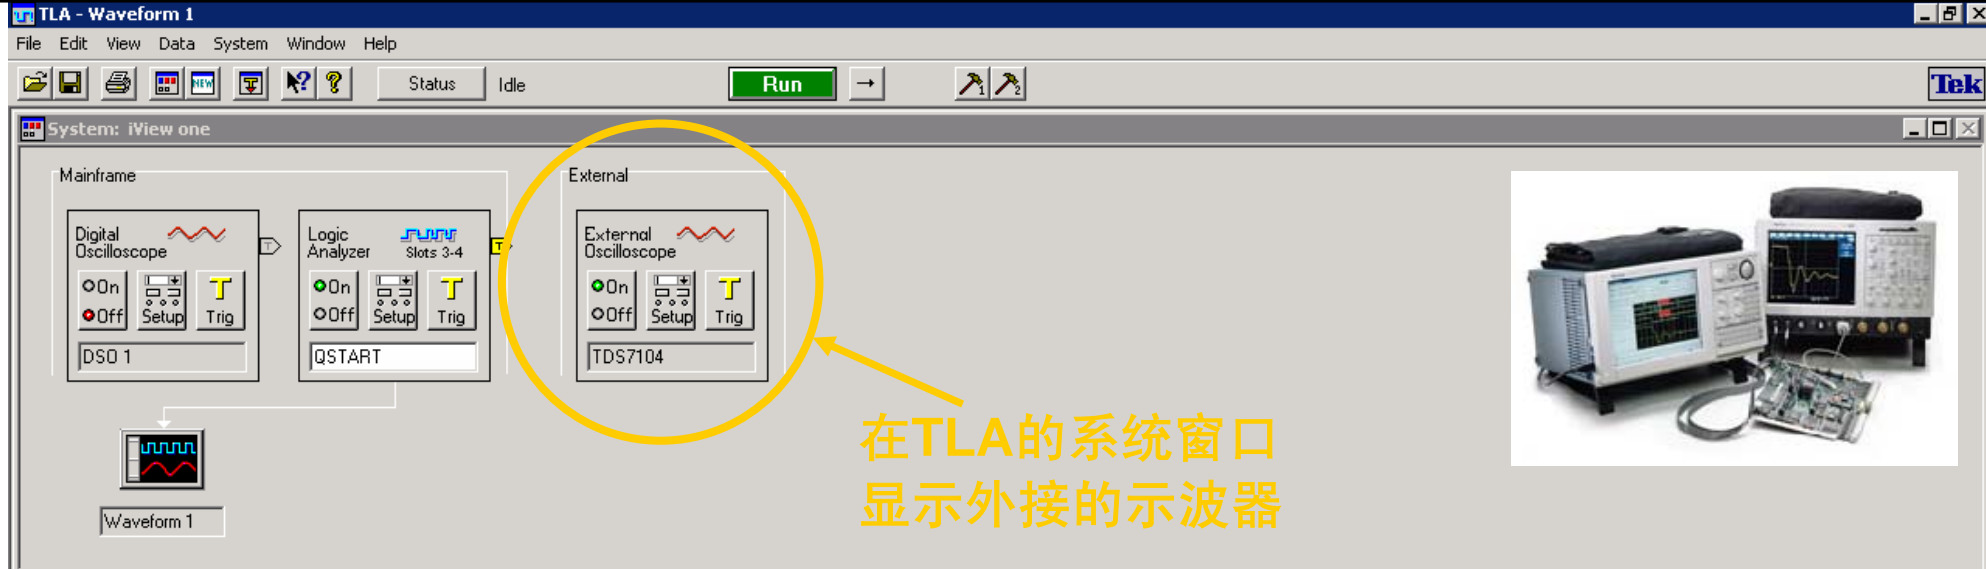 TLA - Waveform 1
File Edit View Data System Window Help
NEW
Status Idle Run → 1 2 Tek
System: iView one
Mainframe
Digital
Oscilloscope
T
On
Off
Setup
T
Trig
DSO 1
Logic
Analyzer
Slots 3-4
T
On
Off
Setup
T
Trig
QSTART
External
External
Oscilloscope
On
Off
Setup
T
Trig
TDS7104
Waveform 1
在TLA的系统窗口
显示外接的示波器